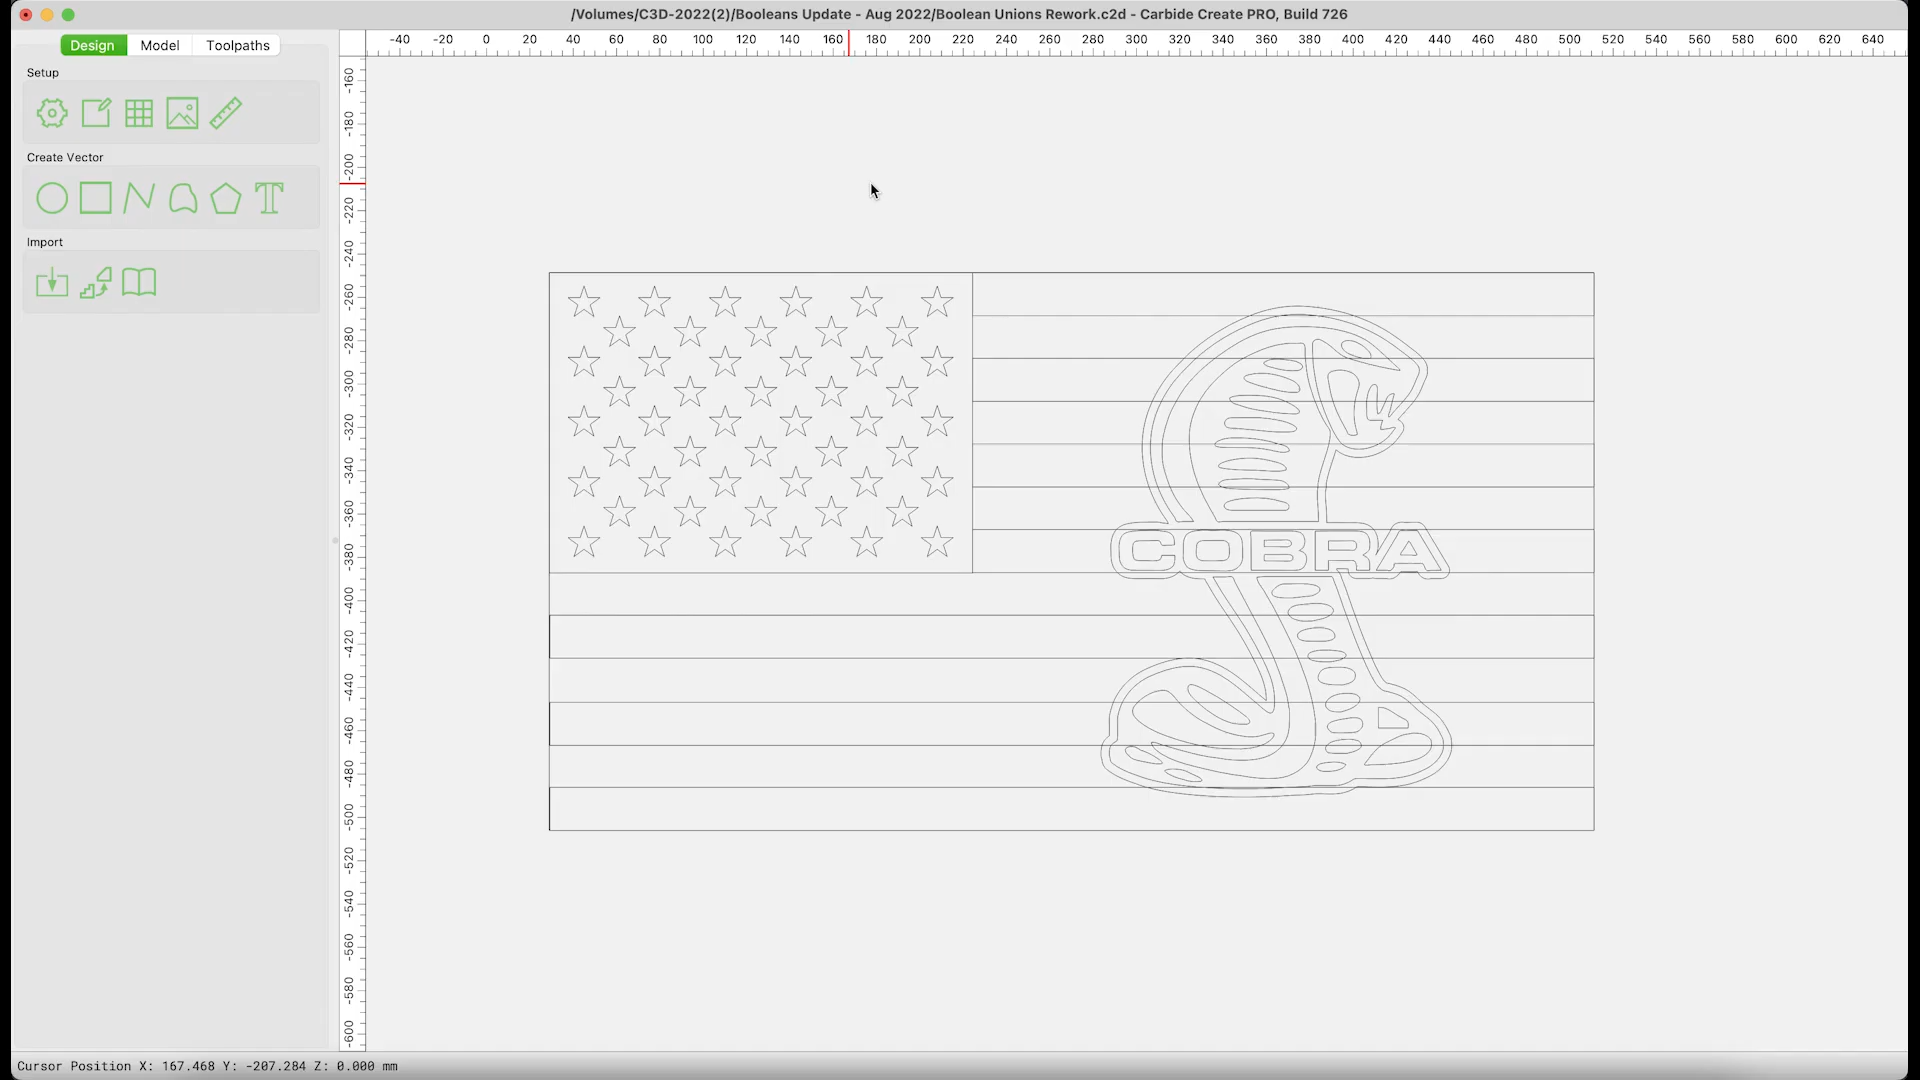 /Volumes/C3D-2022(2)/Booleans Update - Aug 2022/Boolean Unions Rework.c2d - Carbide Create PRO, Build 726
Design Model Toolpaths
-40 -20 0 20 40 60 80 100 120 140 160 180 200 220 240 260 280 300 320 340 360 380 400 420 440 460 480 500 520 540 560 580 600 620 640
Setup
Create Vector
T
Import
-160
-180
-200
-220
-240
-260
-280
-300
-320
-340
-360
-380
-400
-420
-440
-460
-480
-500
-520
-540
-560
-580
-600
COBRA
Cursor Position X: 167.468 Y: -207.284 Z: 0.000 mm